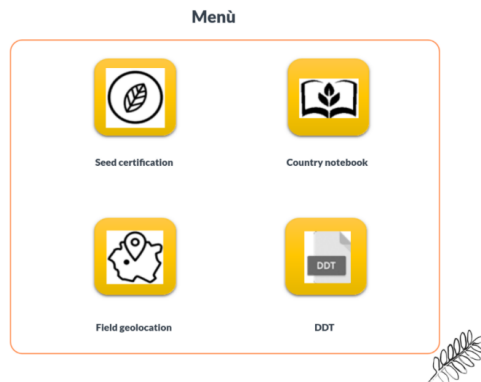 Menù
Seed certification
Country notebook
DDT
Field geolocation
DDT